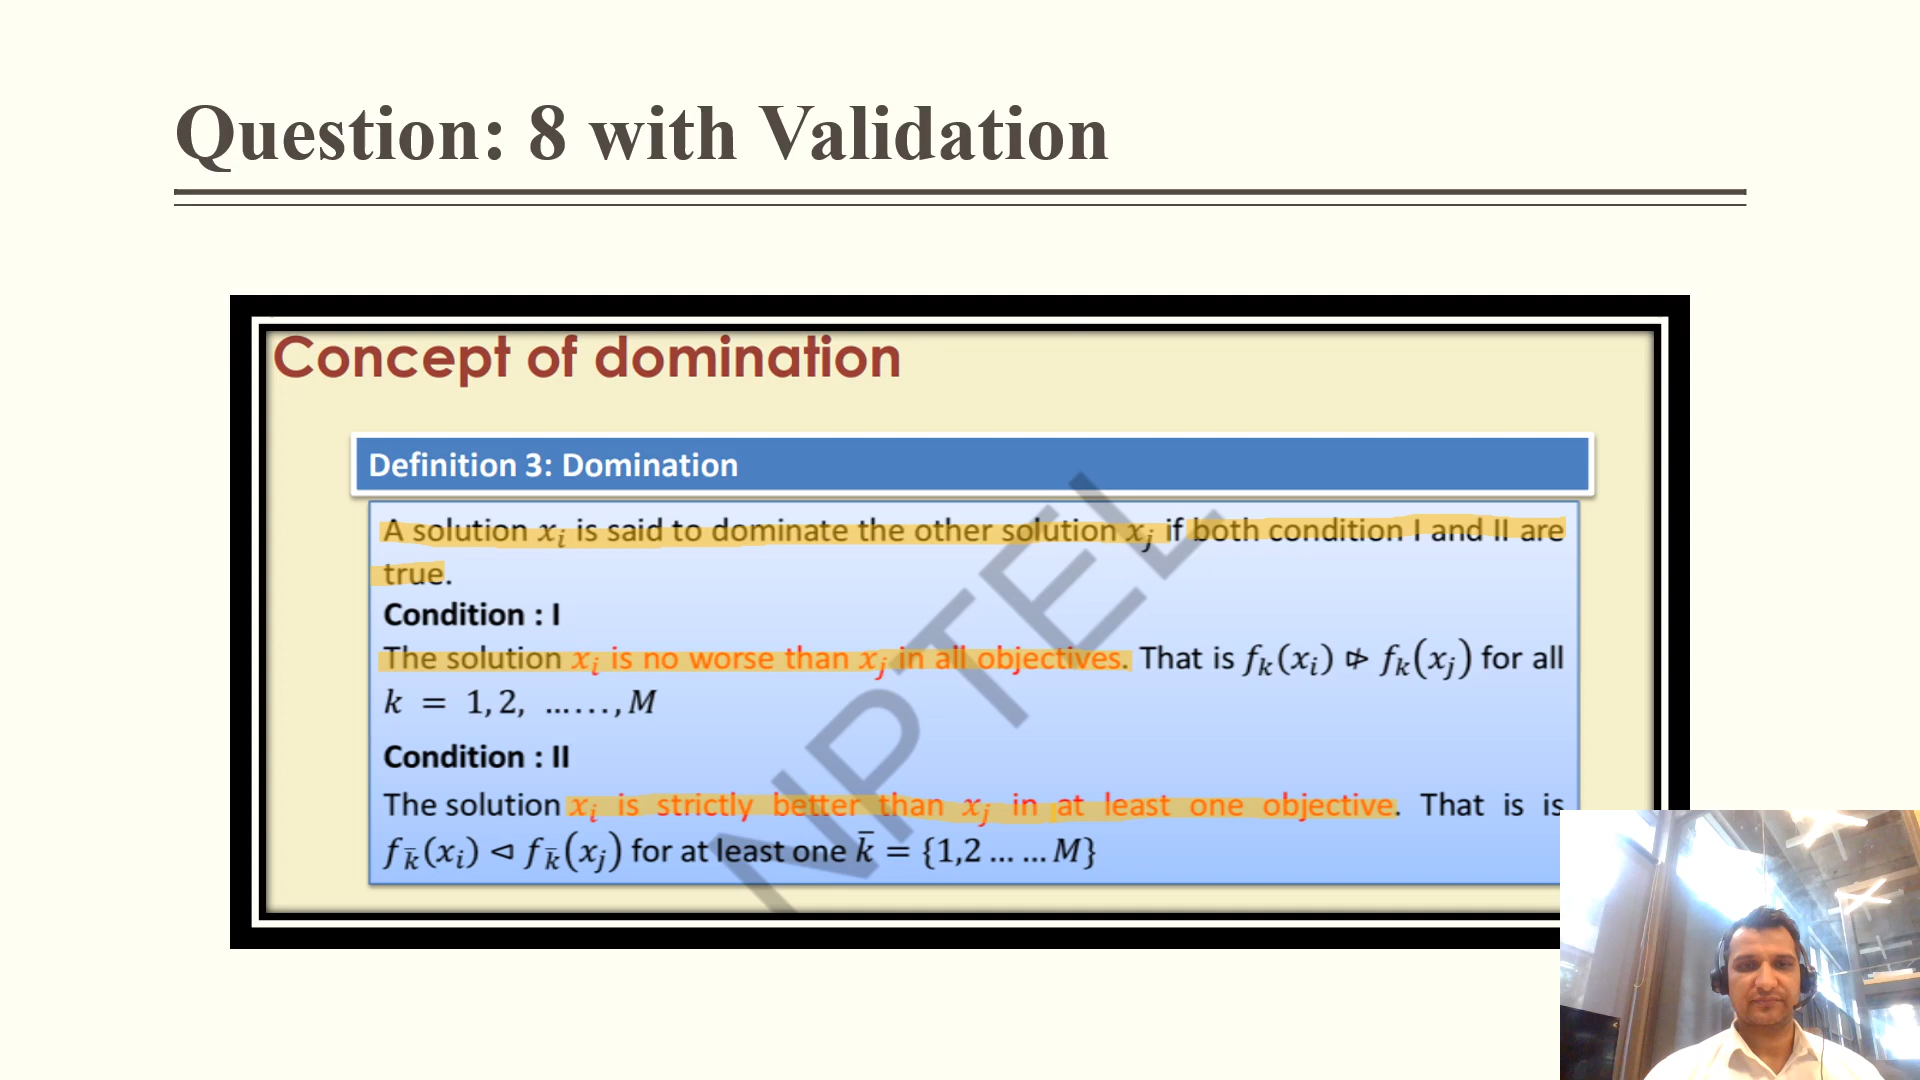 Question: 8 with Validation
Concept of domination
Definition 3: Domination
A solution xᵢ is said to dominate the other solution xⱼ if both condition I and II are
true.
Condition : I
The solution xᵢ is no worse than xⱼ in all objectives. That is fₖ(xᵢ) ⋫ fₖ(xⱼ) for all
k = 1, 2, ……, M
Condition : II
The solution xᵢ is strictly better than xⱼ in at least one objective. That is is
f_k̄(xᵢ) ⊲ f_k̄(xⱼ) for at least one k̄ = {1,2 … … M}
NPTEL